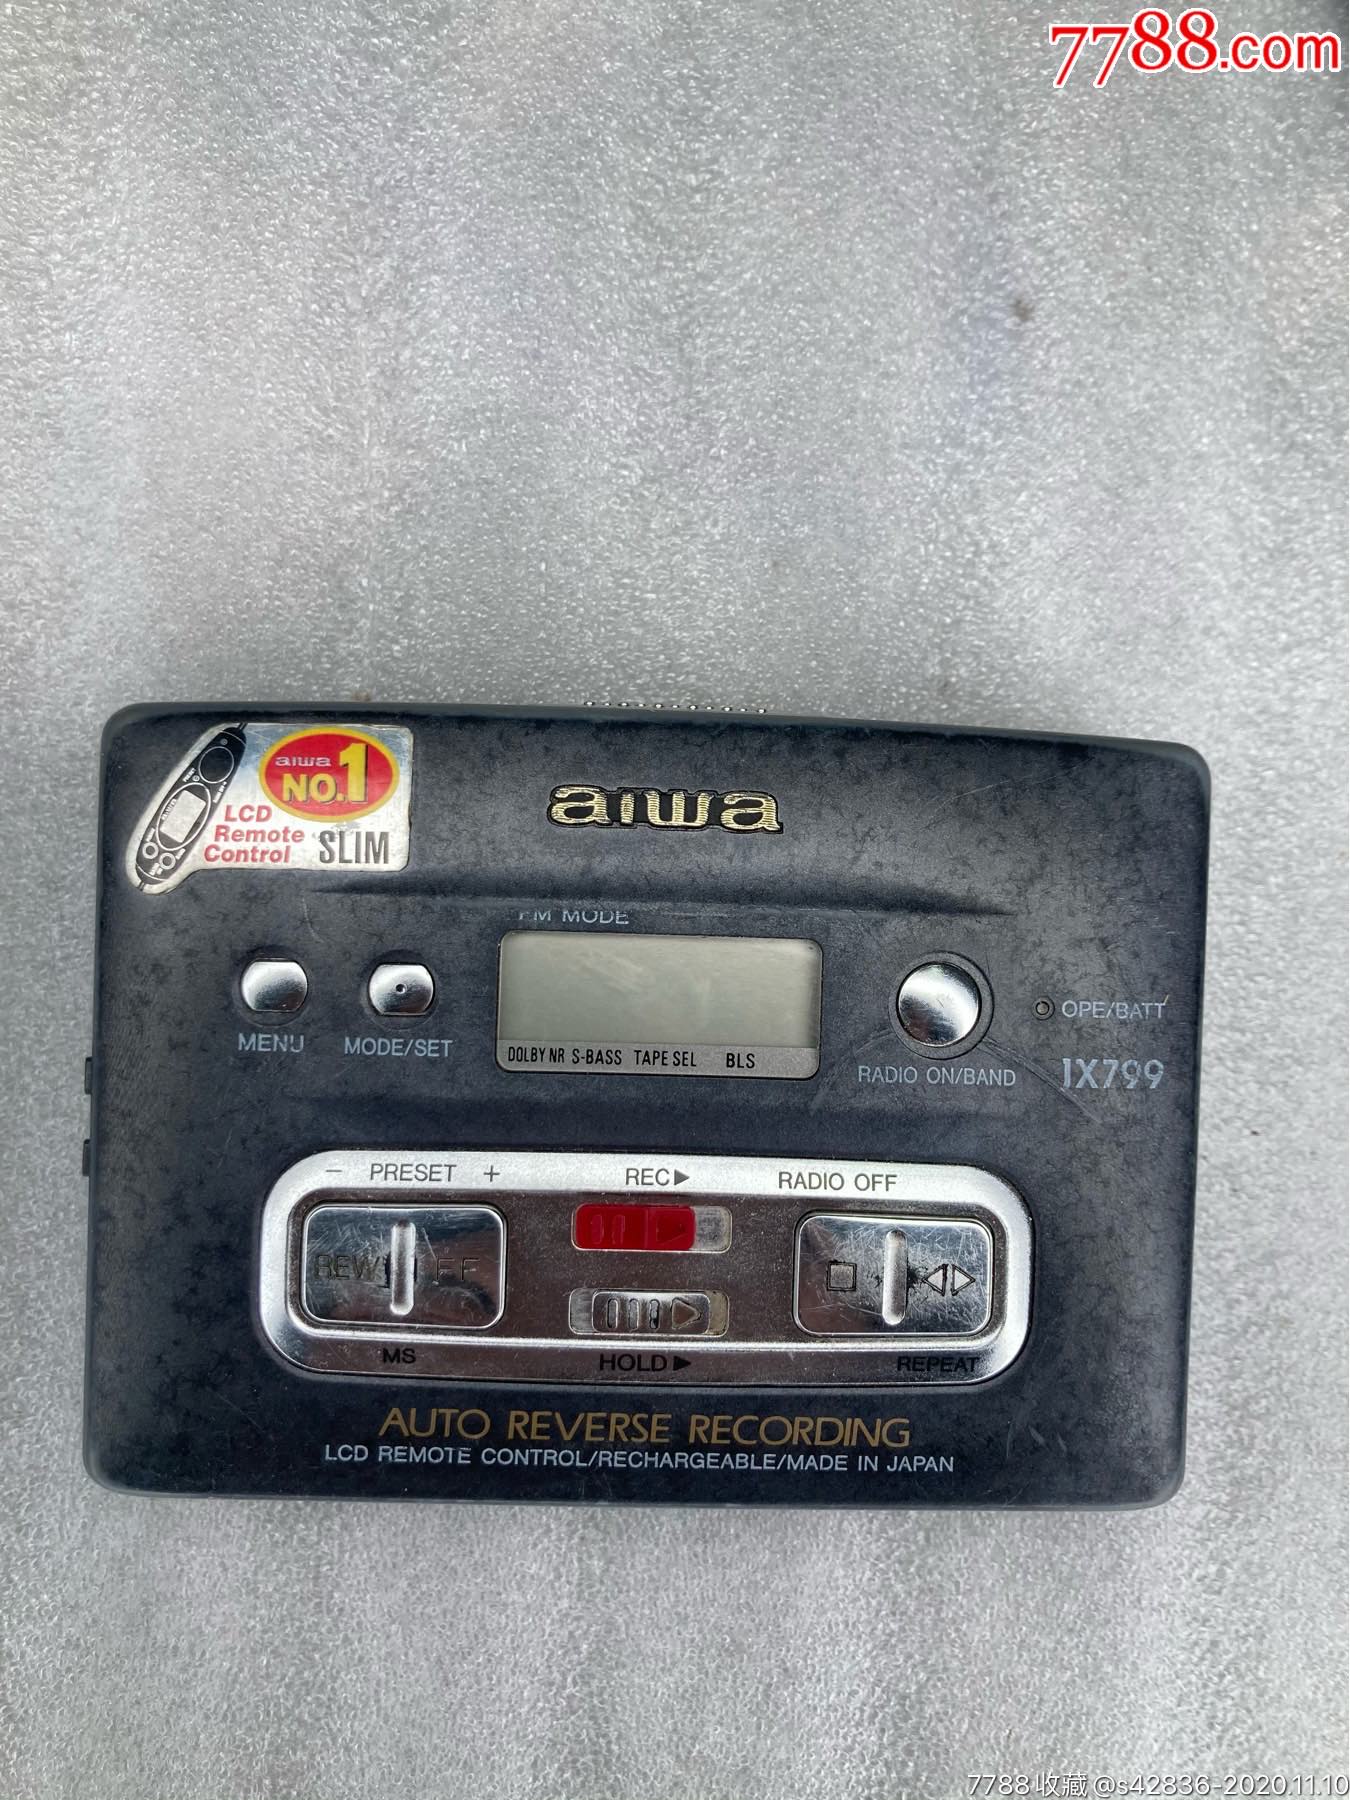 7788.com
aiwa
NO.1
LCD
Remote
Control
SLIM
aiwa
FM MODE
DOLBY NR S-BASS TAPE SEL BLS
MENU
MODE/SET
RADIO ON/BAND
OPE/BATT
JX799
- PRESET +
REC▶
RADIO OFF
REW
FF
MS
HOLD▶
REPEAT
AUTO REVERSE RECORDING
LCD REMOTE CONTROL/RECHARGEABLE/MADE IN JAPAN
7788收藏@s42836-2020.11.10